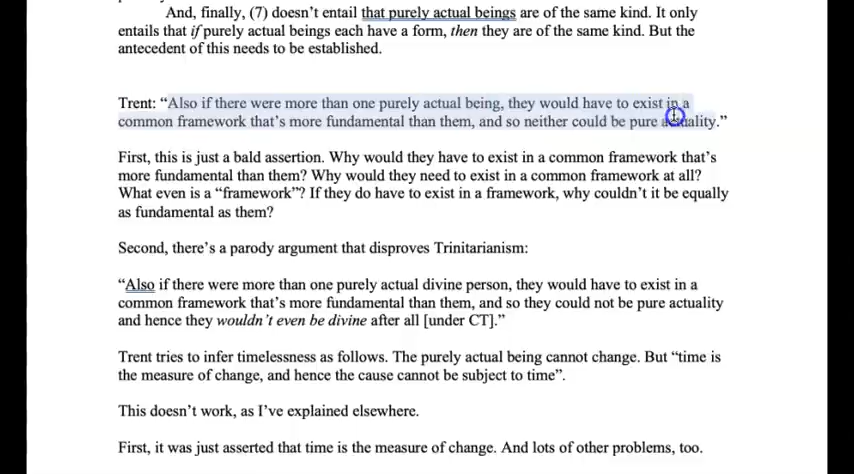 And, finally, (7) doesn't entail that purely actual beings are of the same kind. It only
entails that if purely actual beings each have a form, then they are of the same kind. But the
antecedent of this needs to be established.
Trent: “Also if there were more than one purely actual being, they would have to exist in a
common framework that's more fundamental than them, and so neither could be pure actuality.”
First, this is just a bald assertion. Why would they have to exist in a common framework that's
more fundamental than them? Why would they need to exist in a common framework at all?
What even is a “framework”? If they do have to exist in a framework, why couldn't it be equally
as fundamental as them?
Second, there's a parody argument that disproves Trinitarianism:
“Also if there were more than one purely actual divine person, they would have to exist in a
common framework that's more fundamental than them, and so they could not be pure actuality
and hence they wouldn't even be divine after all [under CT].”
Trent tries to infer timelessness as follows. The purely actual being cannot change. But “time is
the measure of change, and hence the cause cannot be subject to time”.
This doesn't work, as I've explained elsewhere.
First, it was just asserted that time is the measure of change. And lots of other problems, too.